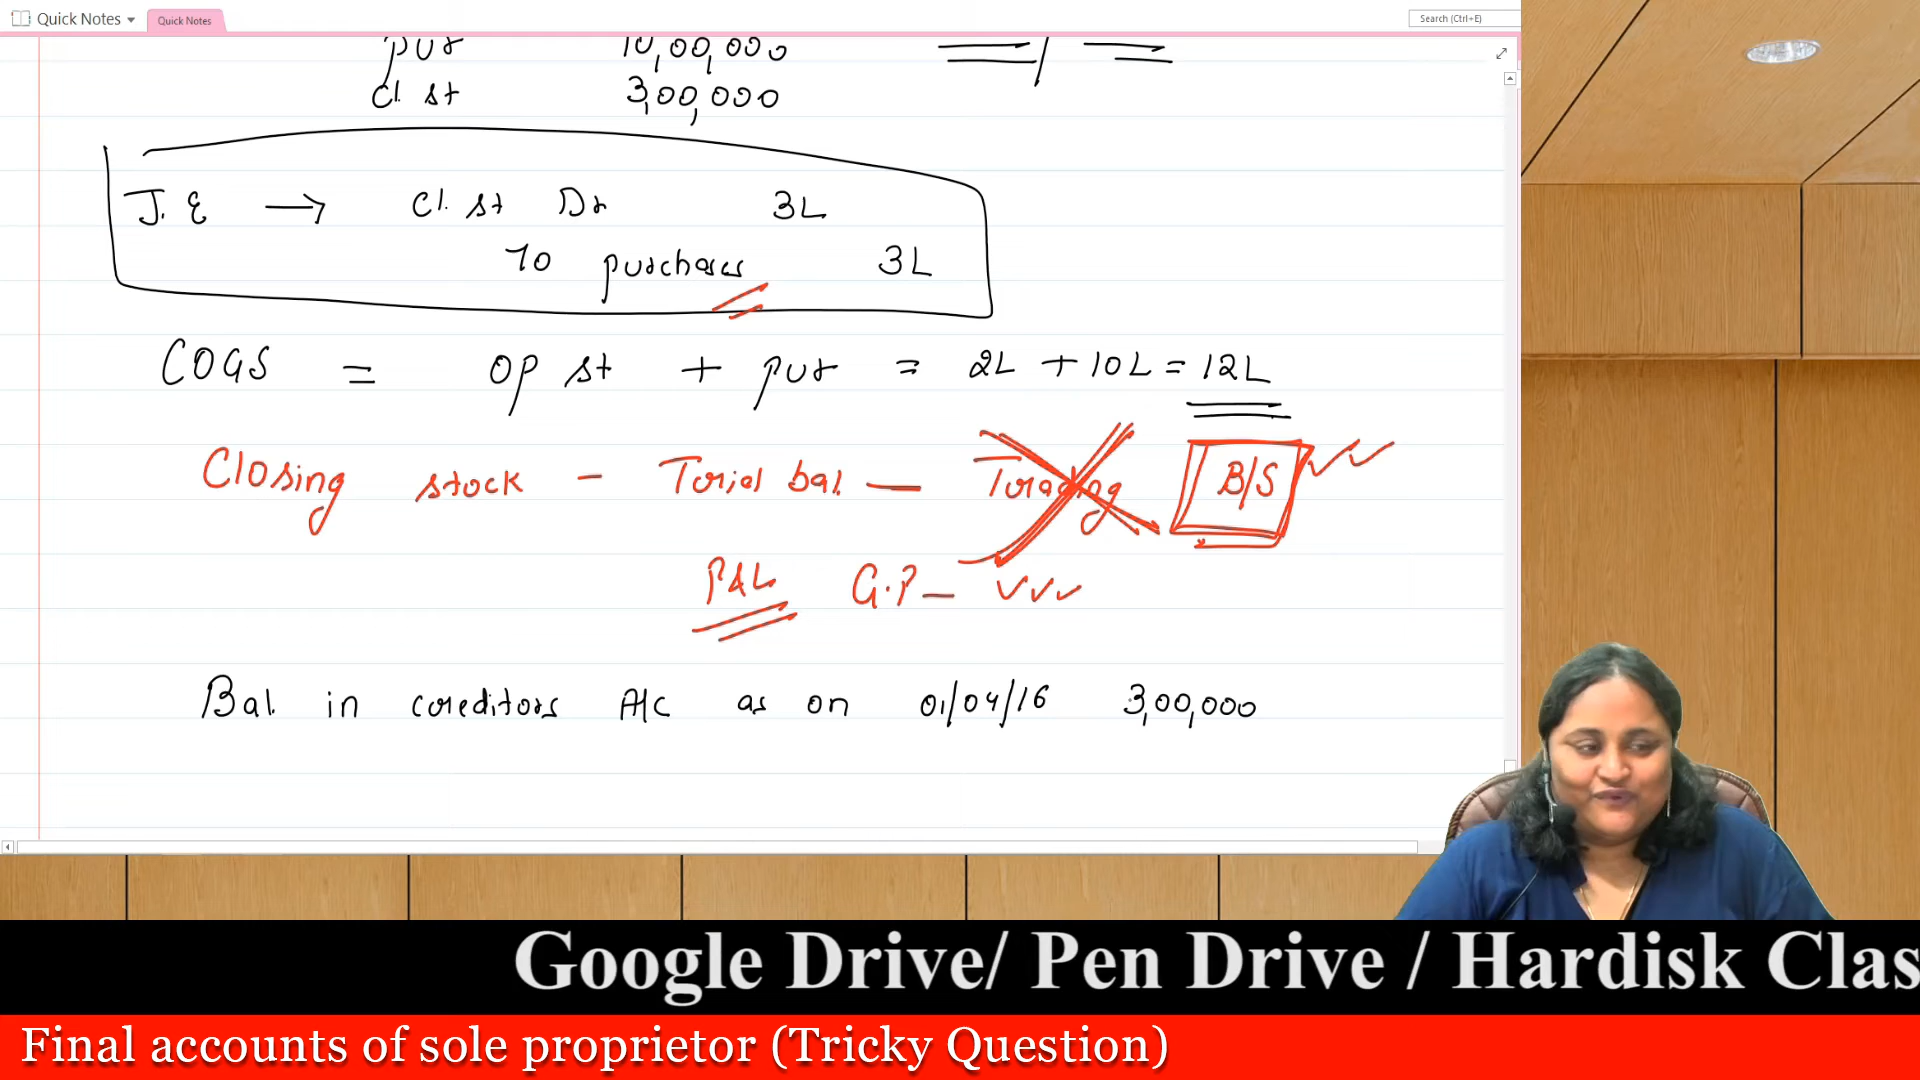 Quick Notes
Quick Notes
Search (Ctrl+E)
pur 10,00,000
Cl. st 3,00,000
J.E → Cl. st Dr 3L
To purchases 3L
COGS = OP st + pur = 2L + 10L = 12L
Closing stock – Trial bal. — Trading B/S
P&L G.P —
Bal. in creditors A/c as on 01/04/16 3,00,000
Google Drive/ Pen Drive / Hardisk Clas
Final accounts of sole proprietor (Tricky Question)